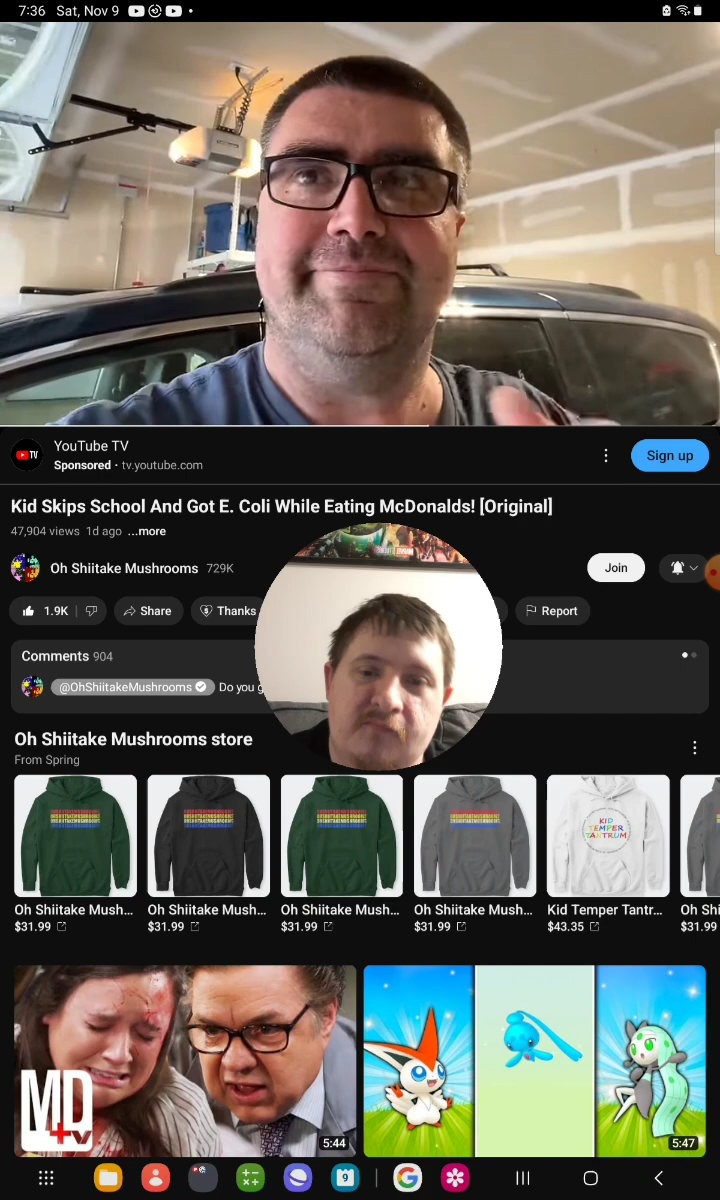 7:36 Sat, Nov 9
YouTube TV
Sponsored · tv.youtube.com
Sign up
Kid Skips School And Got E. Coli While Eating McDonalds! [Original]
47,904 views 1d ago ...more
Oh Shiitake Mushrooms 729K
Join
1.9K
Share
Thanks
Report
Comments 904
@OhShiitakeMushrooms Do you g
Oh Shiitake Mushrooms store
From Spring
KID
TEMPER
TANTRUM
Oh Shiitake Mush...
$31.99
Oh Shiitake Mush...
$31.99
Oh Shiitake Mush...
$31.99
Oh Shiitake Mush...
$31.99
Kid Temper Tantr...
$43.35
Oh Shi
$31.99
MD
TV
5:44
5:47
9